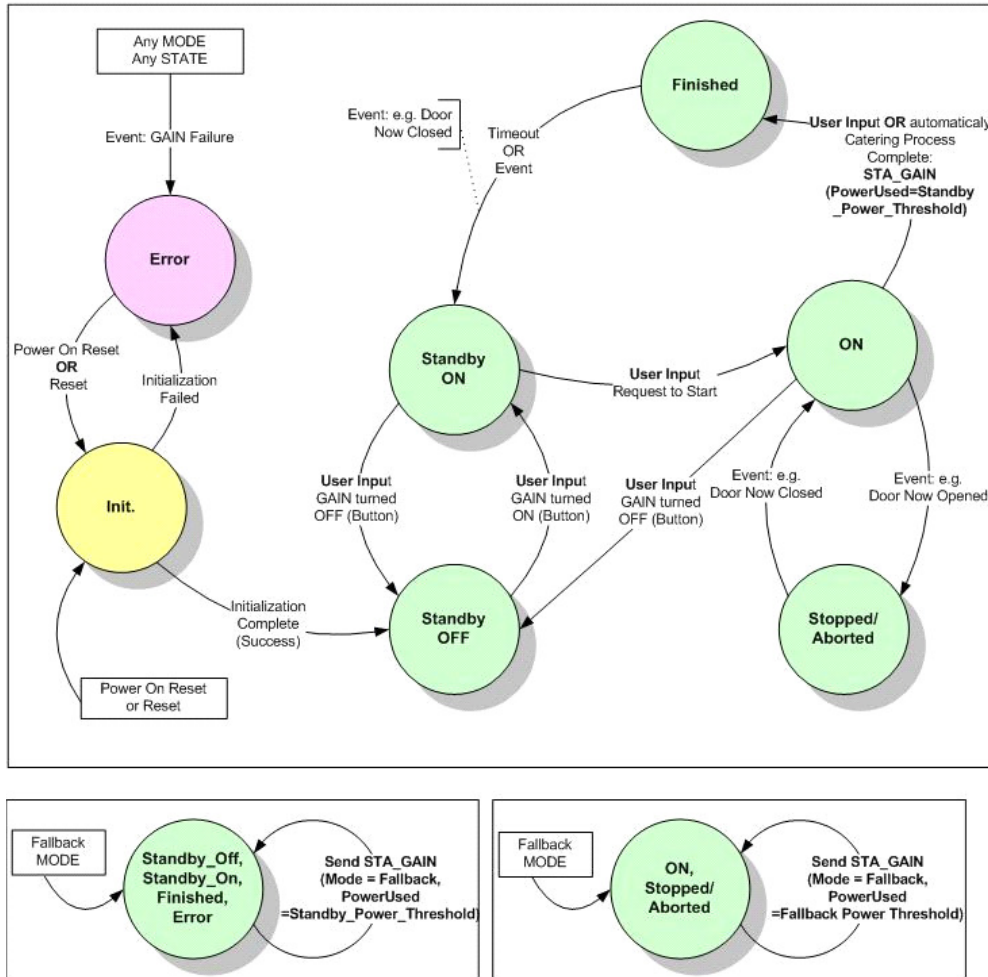 Any MODE
Any STATE
Event: GAIN Failure
Error
Power On Reset
OR
Reset
Initialization
Failed
Init.
Power On Reset
or Reset
Initialization
Complete
(Success)
Event: e.g. Door
Now Closed
Timeout
OR
Event
Finished
User Input OR automaticaly
Catering Process
Complete:
STA_GAIN
(PowerUsed=Standby
_Power_Threshold)
Standby
ON
User Input
Request to Start
ON
User Input
GAIN turned
OFF (Button)
User Input
GAIN turned
ON (Button)
User Input
GAIN turned
OFF (Button)
Event: e.g.
Door Now Closed
Event: e.g.
Door Now Opened
Standby
OFF
Stopped/
Aborted
Fallback
MODE
Standby_Off,
Standby_On,
Finished,
Error
Send STA_GAIN
(Mode = Fallback,
PowerUsed
=Standby_Power_Threshold)
Fallback
MODE
ON,
Stopped/
Aborted
Send STA_GAIN
(Mode = Fallback,
PowerUsed
=Fallback Power Threshold)